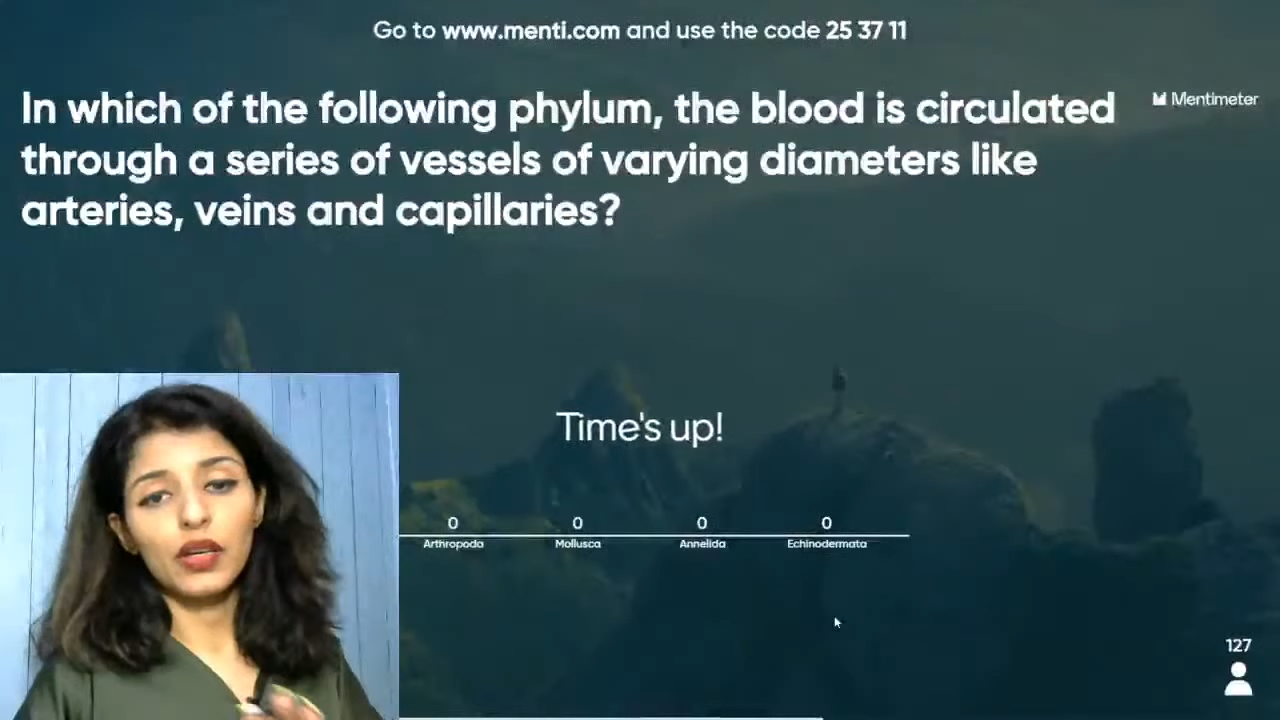 Go to www.menti.com and use the code 25 37 11
In which of the following phylum, the blood is circulated
through a series of vessels of varying diameters like
arteries, veins and capillaries?
Mentimeter
Time's up!
0 0 0 0
Arthropoda Mollusca Annelida Echinodermata
127